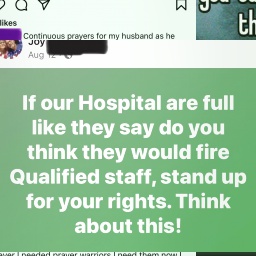 likes
Continuous prayers for my husband as he
Joy
Aug
th
If our Hospital are full
like they say do you
think they would fire
Qualified staff, stand up
for your rights. Think
about this!
needed prayer warriors I need them now